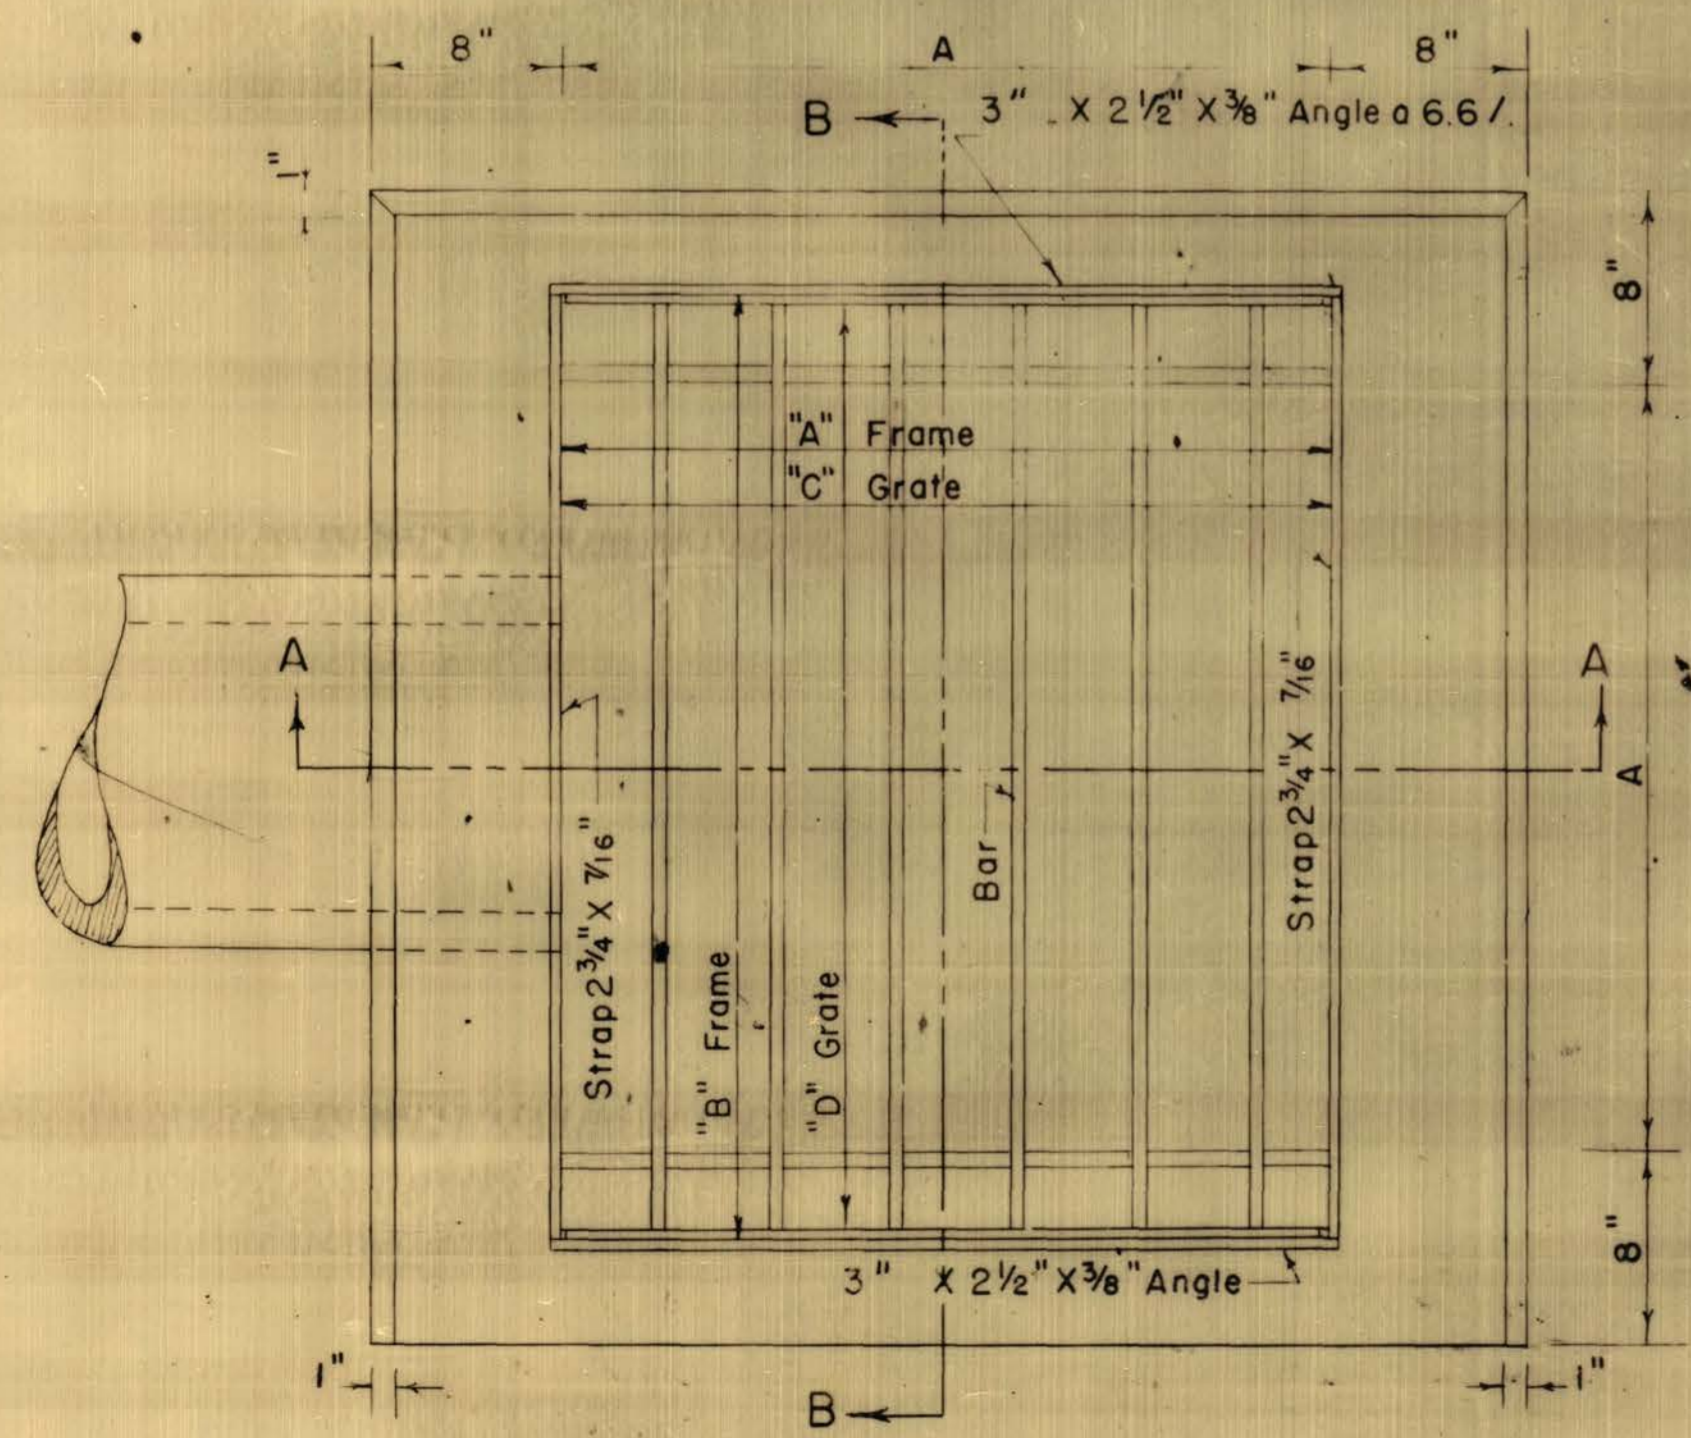 8" A 8"
B 3" X 2 1/2" X 3/8" Angle a 6.6/.
1"
8"
"A" Frame
"C" Grate
A A
Strap 2 3/4" X 7/16"
A
Bar
Strap 2 3/4" X 7/16"
"B" Frame
"D" Grate
8"
3" X 2 1/2" X 3/8" Angle
1" 1"
B